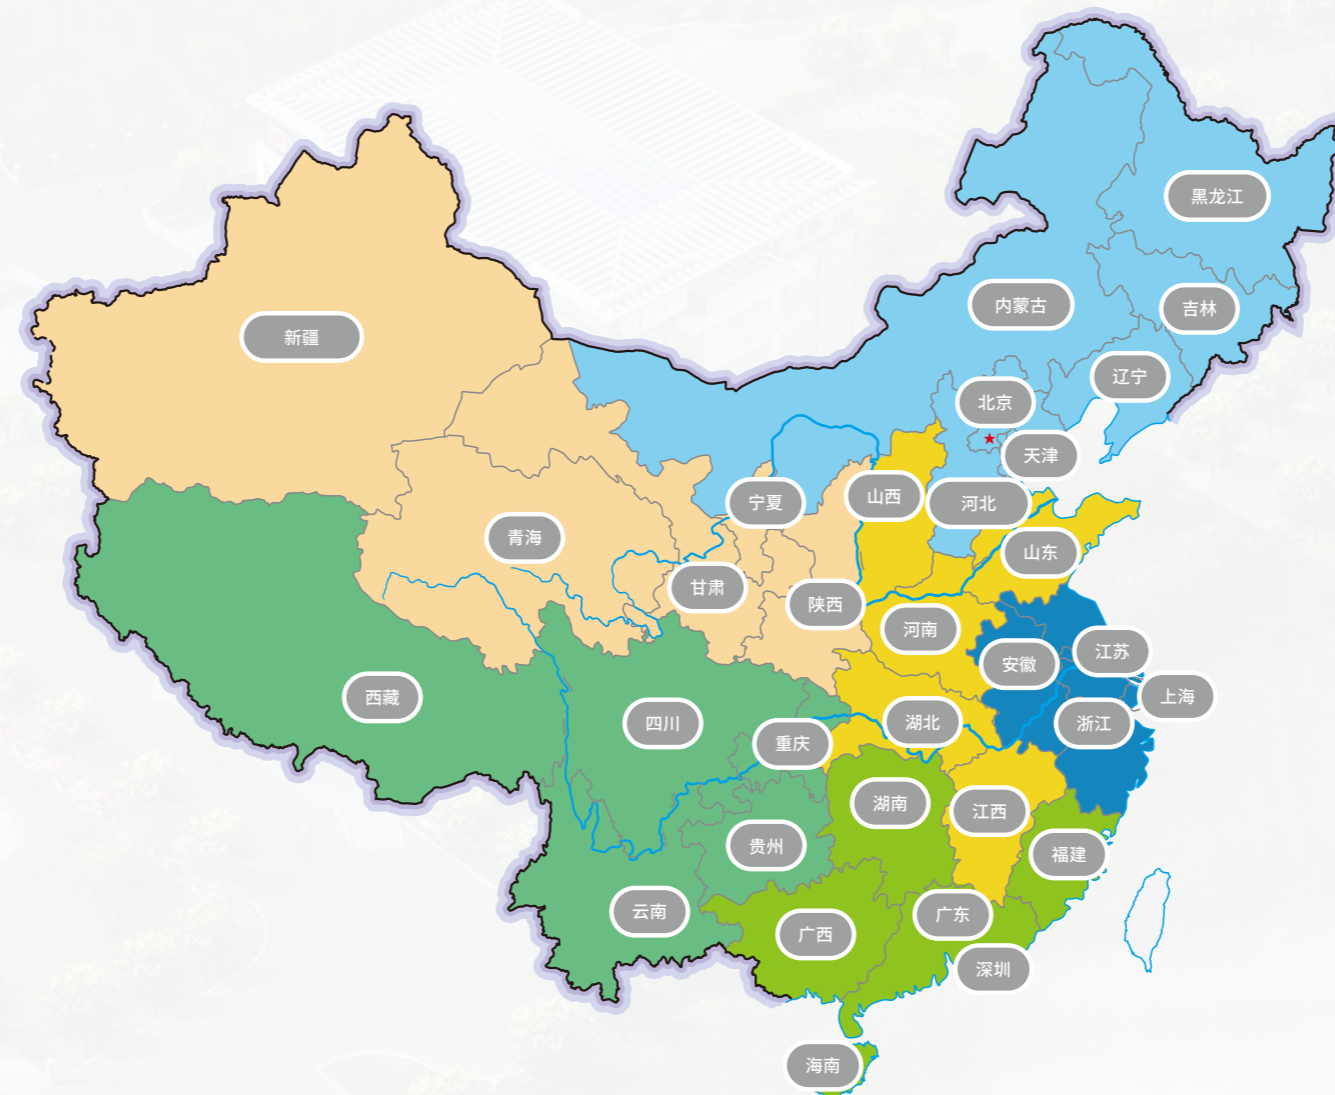 黑龙江
内蒙古
吉林
新疆
辽宁
北京
天津
山西
宁夏
河北
青海
山东
甘肃
陕西
河南
江苏
安徽
西藏
上海
四川
湖北
浙江
重庆
湖南
江西
贵州
福建
云南
广东
广西
深圳
海南